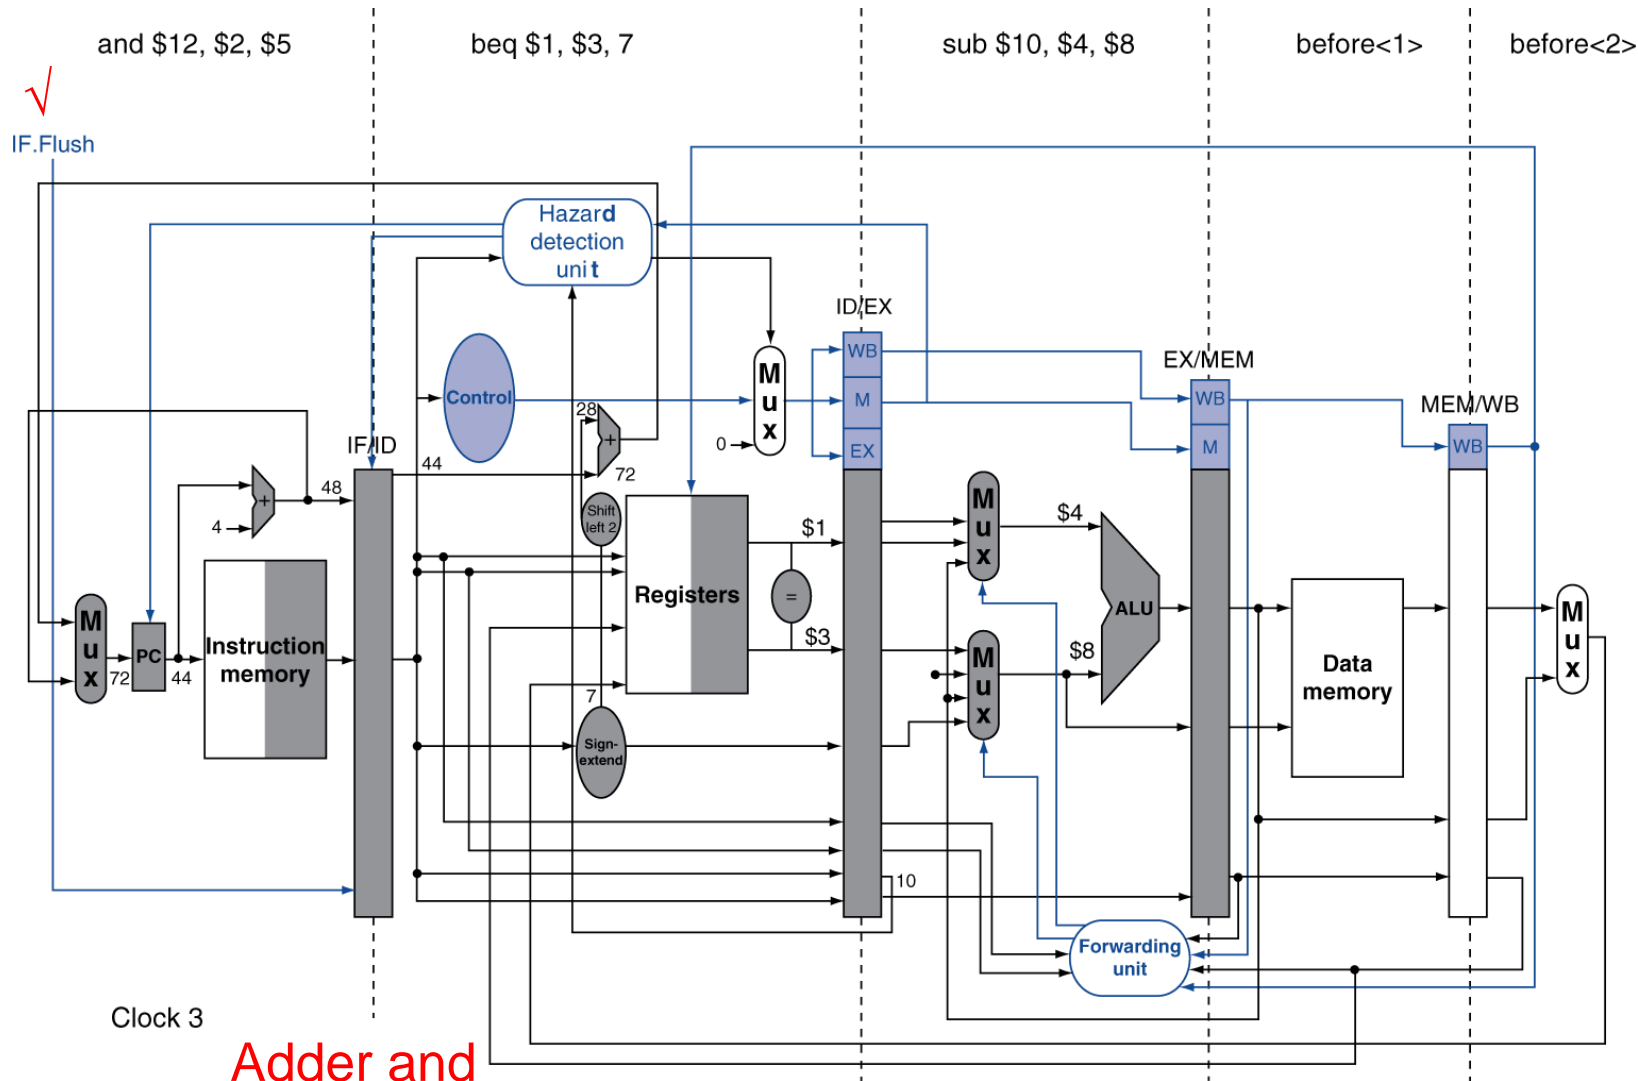 and $12, $2, $5
beq $1, $3, 7
sub $10, $4, $8
before<1>
before<2>
√
IF.Flush
Hazard
detection
unit
ID/EX
WB
M
EX
EX/MEM
WB
M
MEM/WB
WB
Control
Mux
0
28
+
72
IF/ID
44
48
+
4
Shift
left 2
$1
=
$3
Registers
Mux
$4
ALU
Mux
$8
Mux
72
PC
44
Instruction
memory
7
Sign-
extend
Data
memory
Mux
10
Forwarding
unit
Clock 3
Adder and